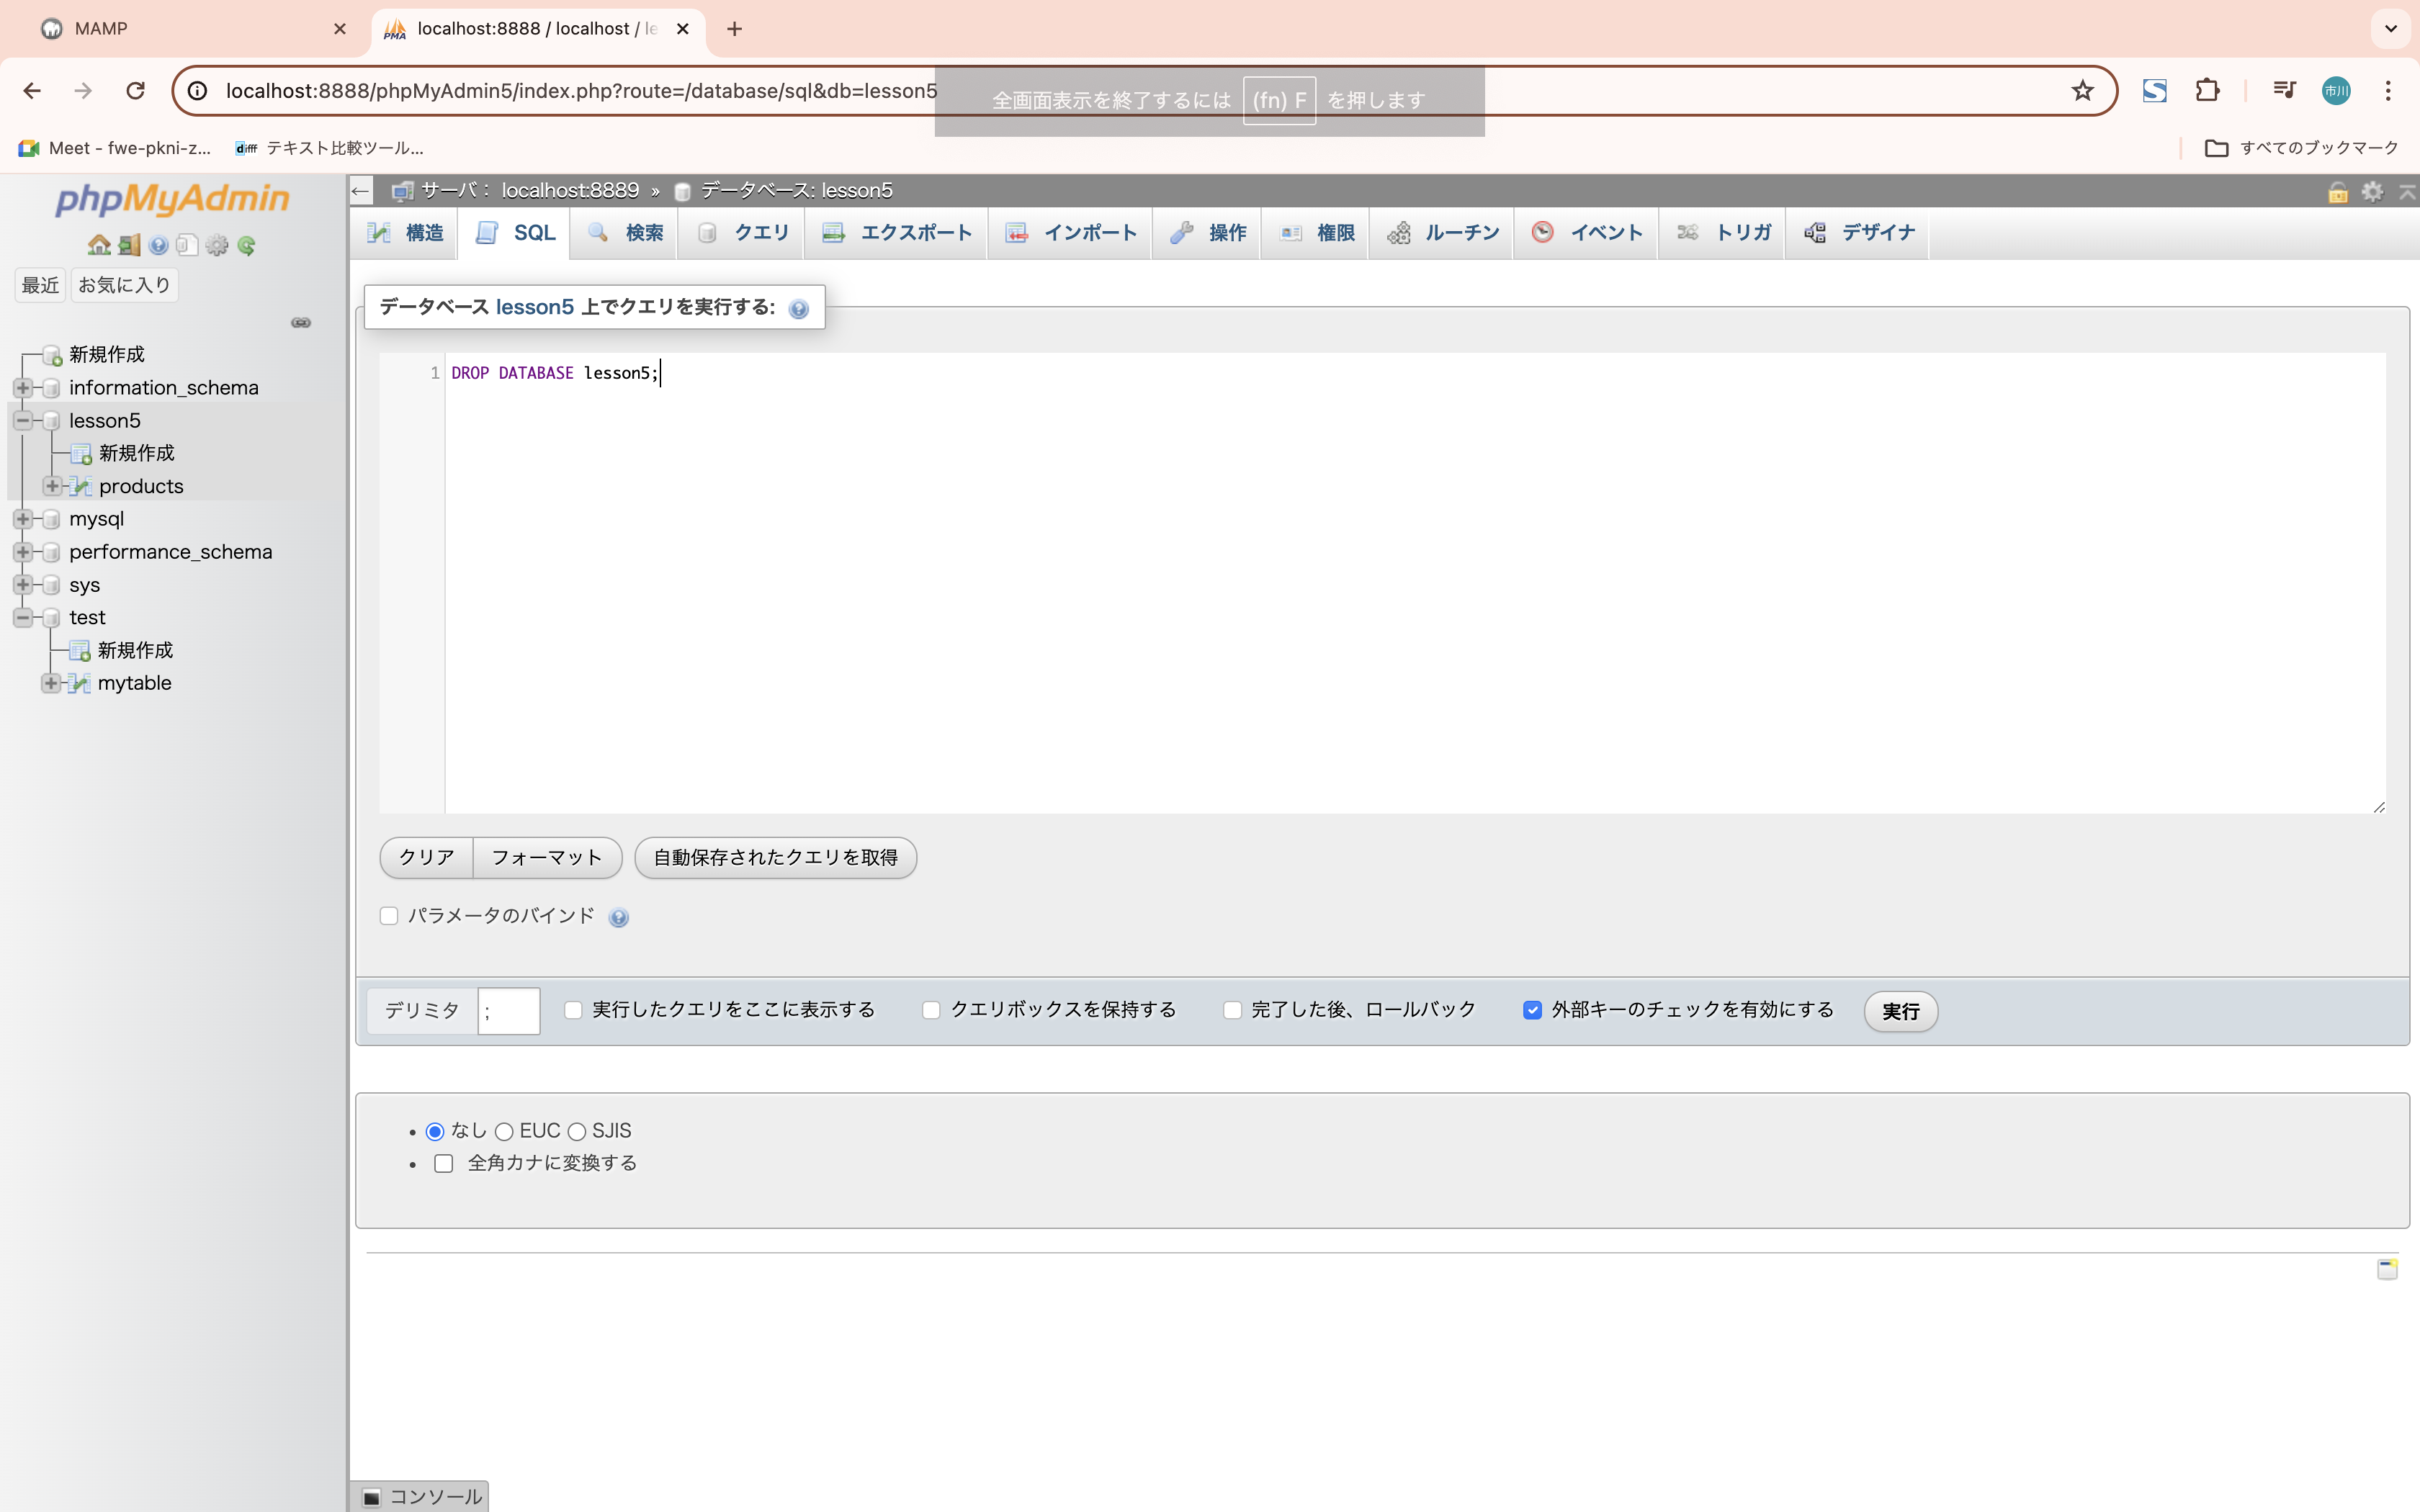 MAMP
localhost:8888 / localhost / le
localhost:8888/phpMyAdmin5/index.php?route=/database/sql&db=lesson5
全画面表示を終了するには (fn) F を押します
市川
Meet - fwe-pkni-z...
diff テキスト比較ツール...
すべてのブックマーク
phpMyAdmin
サーバ： localhost:8889 » データベース: lesson5
構造 SQL 検索 クエリ エクスポート インポート 操作 権限 ルーチン イベント トリガ デザイナ
最近 お気に入り
新規作成
information_schema
lesson5
新規作成
products
mysql
performance_schema
sys
test
新規作成
mytable
データベース lesson5 上でクエリを実行する:
1 DROP DATABASE lesson5;
クリア フォーマット 自動保存されたクエリを取得
パラメータのバインド
デリミタ ; 実行したクエリをここに表示する クエリボックスを保持する 完了した後、ロールバック 外部キーのチェックを有効にする 実行
• なし EUC SJIS
• 全角カナに変換する
コンソール